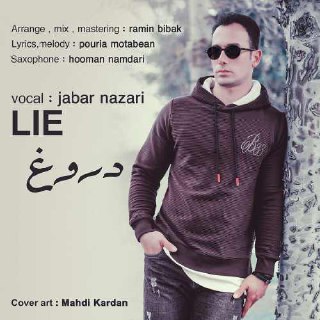 Arrange , mix , mastering : ramin bibak
Lyrics,melody : pouria motabean
Saxophone : hooman namdari
vocal : jabar nazari
LIE
دروغ
Cover art : Mahdi Kardan